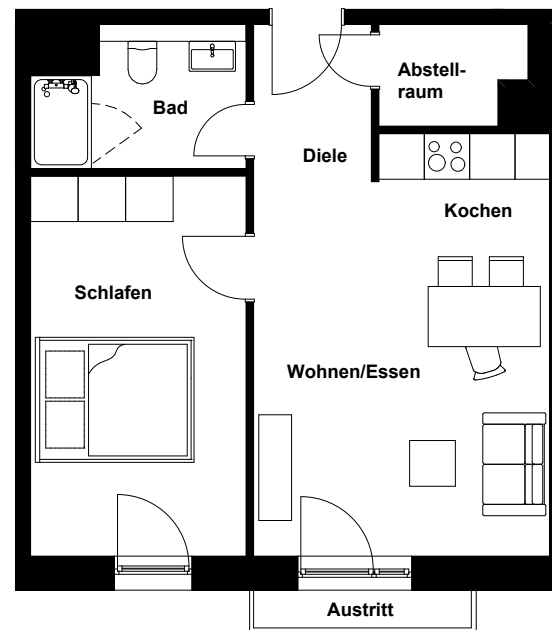 Abstell-
raum
Bad
Diele
Kochen
Schlafen
Wohnen/Essen
Austritt